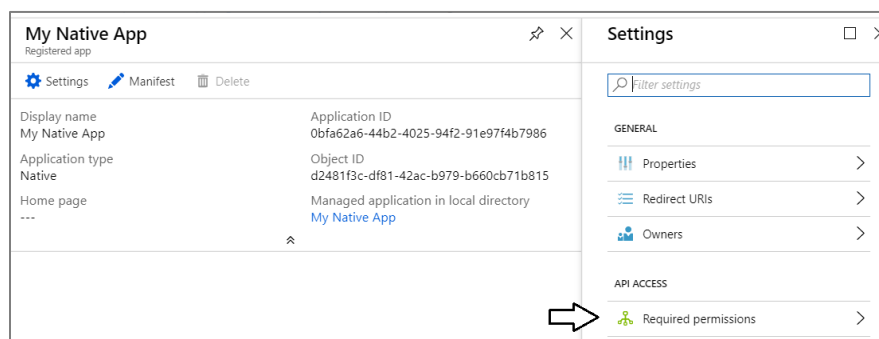 My Native App
Registered app
Settings Manifest Delete
Display name
My Native App
Application type
Native
Home page
---
Application ID
0bfa62a6-44b2-4025-94f2-91e97f4b7986
Object ID
d2481f3c-df81-42ac-b979-b660cb71b815
Managed application in local directory
My Native App
Settings
Filter settings
GENERAL
Properties
Redirect URIs
Owners
API ACCESS
Required permissions